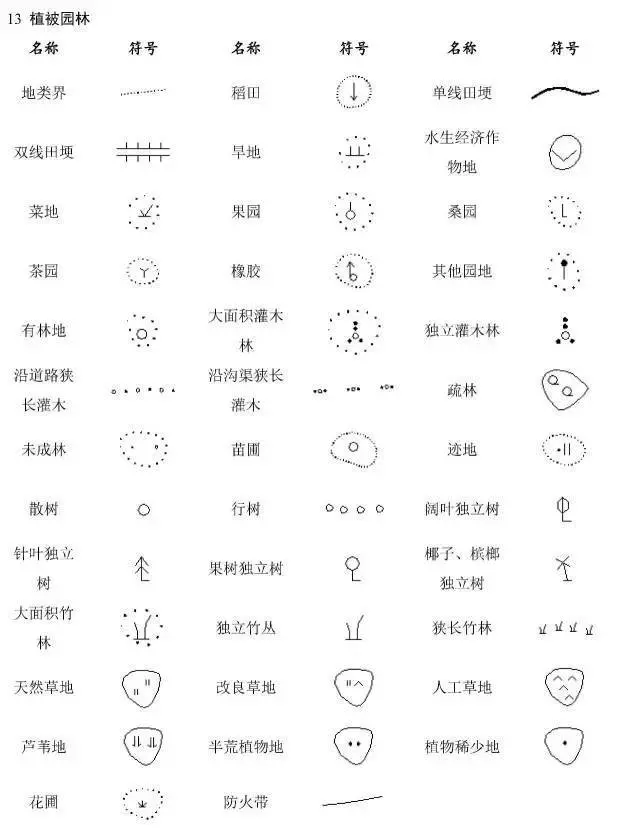 13 植被园林
名称 符号 名称 符号 名称 符号
地类界 稻田 单线田埂
双线田埂 旱地 水生经济作
物地
菜地 果园 桑园
茶园 橡胶 其他园地
有林地 大面积灌木
林 独立灌木林
沿道路狭
长灌木 沿沟渠狭长
灌木 疏林
未成林 苗圃 迹地
散树 行树 阔叶独立树
针叶独立
树 果树独立树 椰子、槟榔
独立树
大面积竹
林 独立竹丛 狭长竹林
天然草地 改良草地 人工草地
芦苇地 半荒植物地 植物稀少地
花圃 防火带